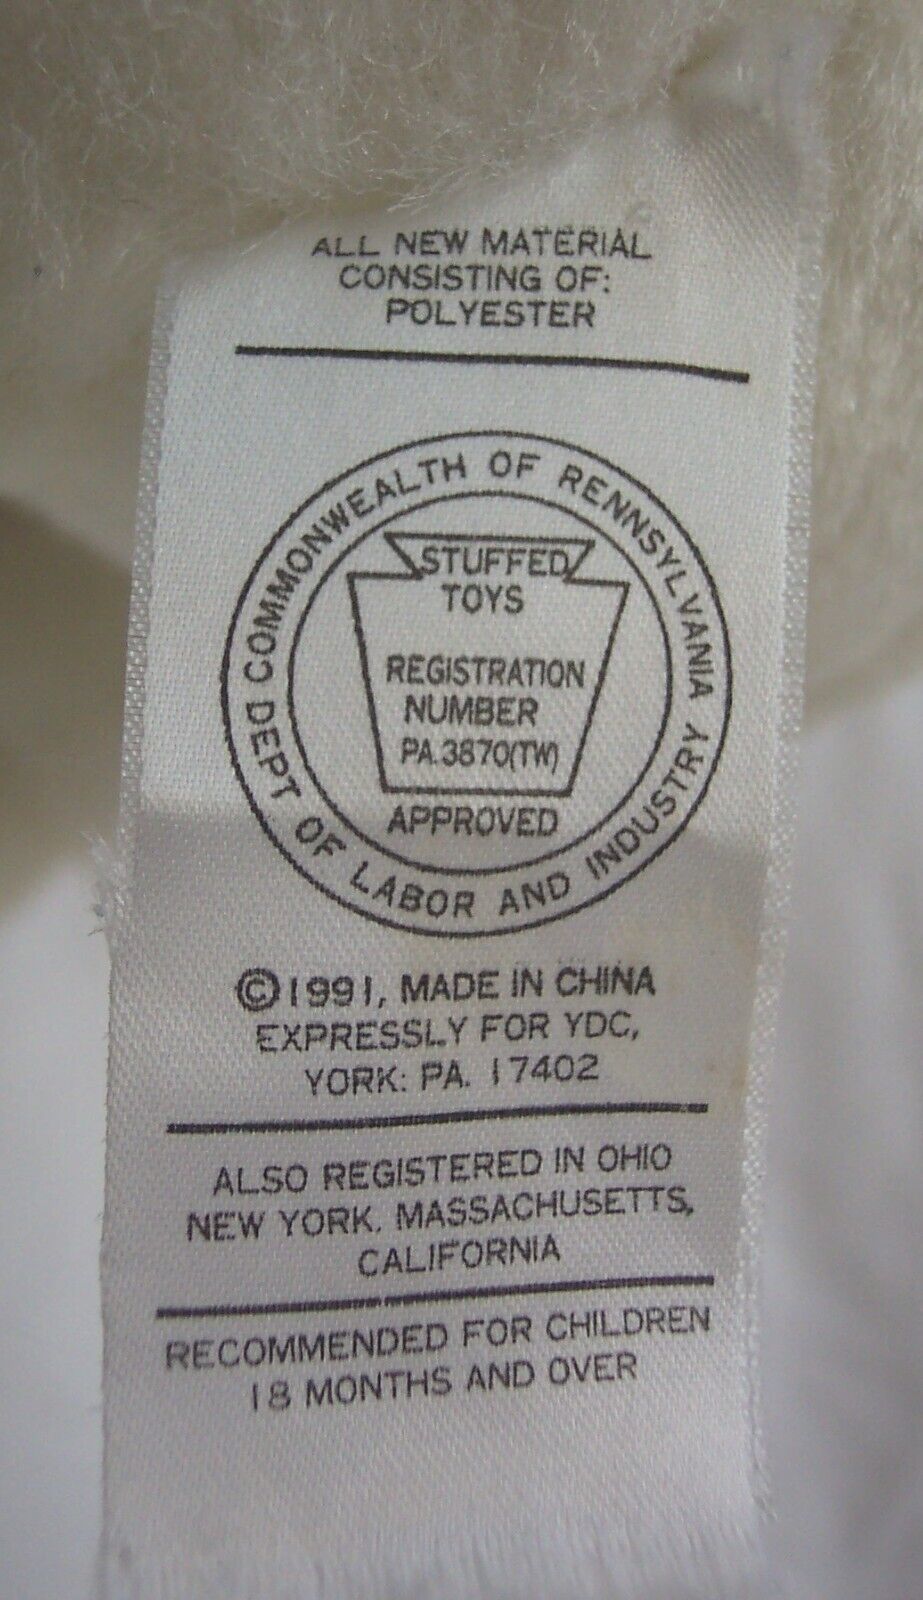 ALL NEW MATERIAL
CONSISTING OF:
POLYESTER
COMMONWEALTH OF RENNSYLVANIA
DEPT OF LABOR AND INDUSTRY
STUFFED
TOYS
REGISTRATION
NUMBER
PA.3870(TW)
APPROVED
©1991, MADE IN CHINA
EXPRESSLY FOR YDC,
YORK: PA. 17402
ALSO REGISTERED IN OHIO
NEW YORK. MASSACHUSETTS,
CALIFORNIA
RECOMMENDED FOR CHILDREN
18 MONTHS AND OVER